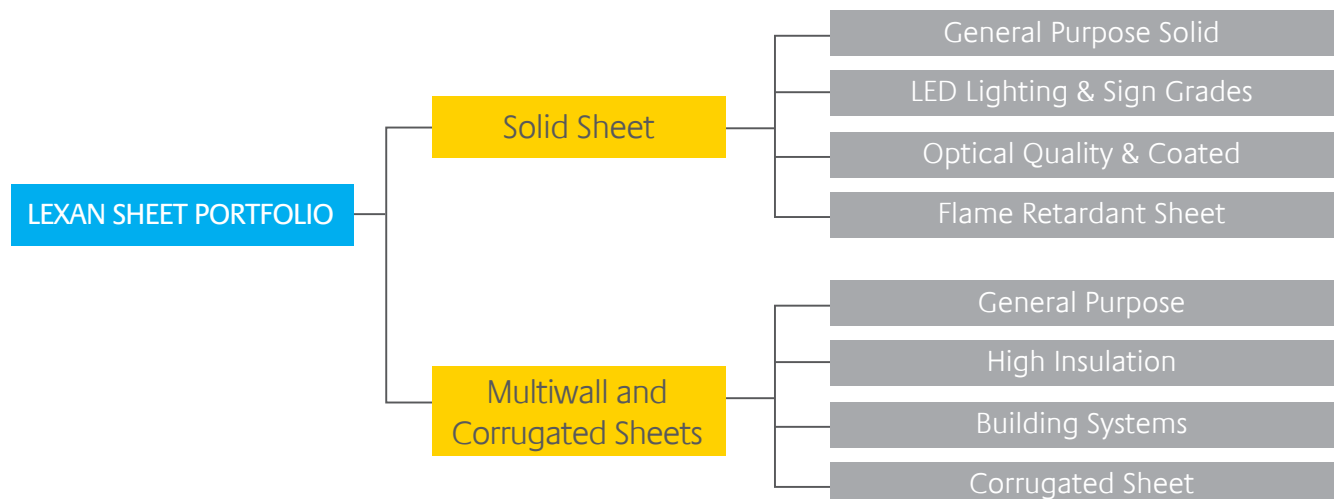 LEXAN SHEET PORTFOLIO
Solid Sheet
General Purpose Solid
LED Lighting & Sign Grades
Optical Quality & Coated
Flame Retardant Sheet
Multiwall and
Corrugated Sheets
General Purpose
High Insulation
Building Systems
Corrugated Sheet